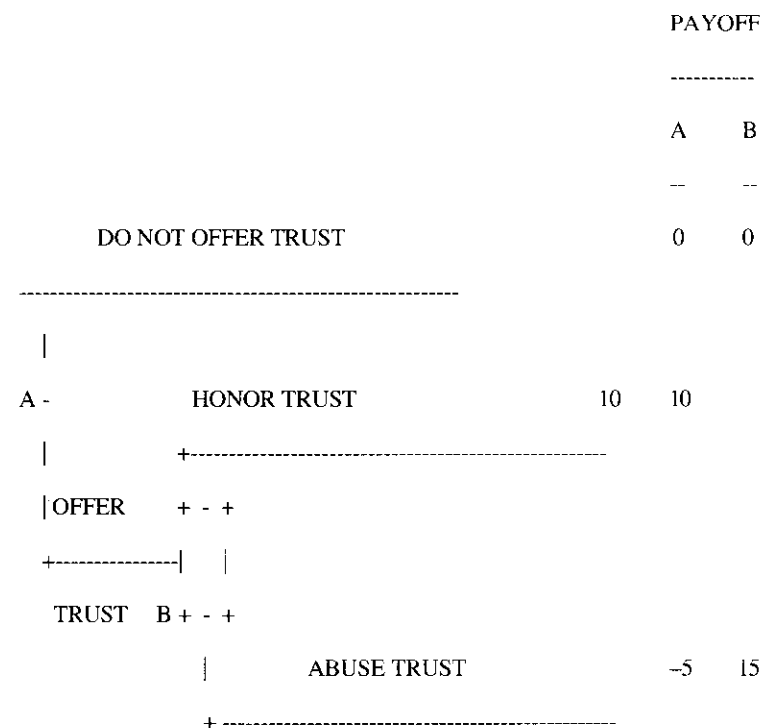 PAYOFF
-----------
A B
-- --
DO NOT OFFER TRUST 0 0
---------------------------------------------------------
|
A - HONOR TRUST 10 10
| +------------------------------------------------------
| OFFER + - +
+----------------| |
TRUST B + - +
| ABUSE TRUST –5 15
+ ---------------------------------------------------